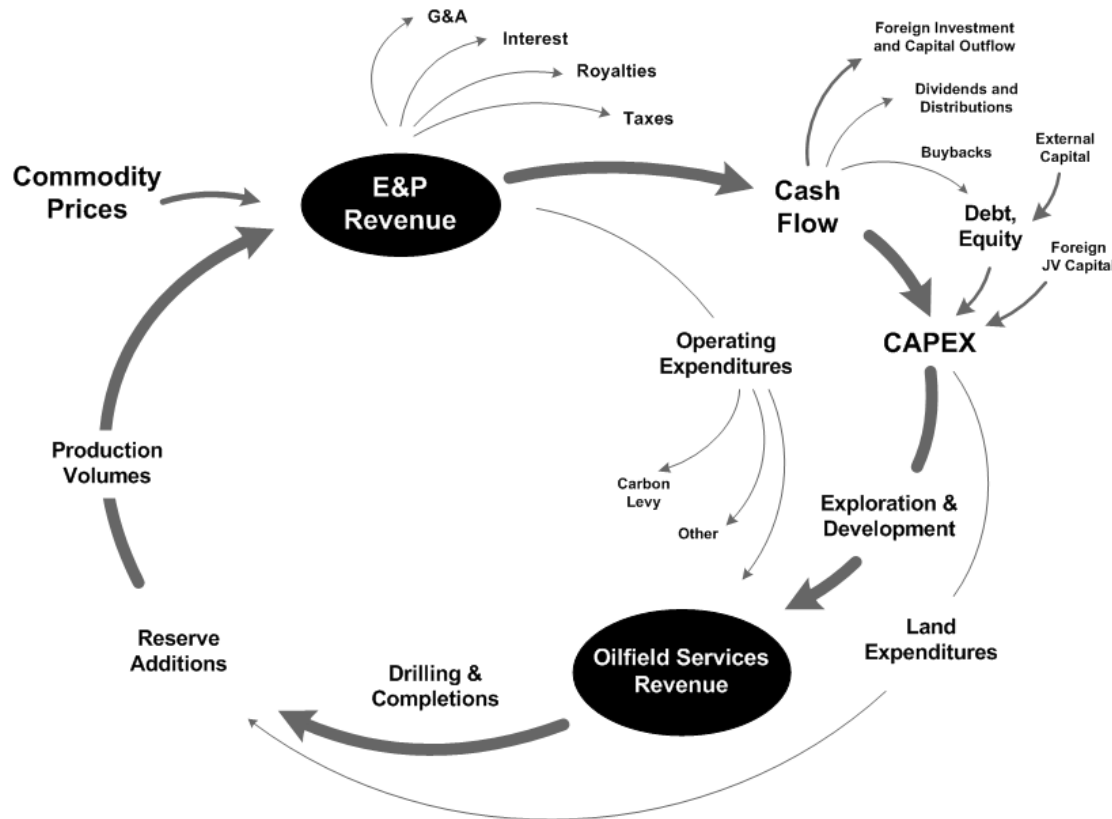 G&A
Interest
Royalties
Taxes
Foreign Investment
and Capital Outflow
Dividends and
Distributions
Buybacks
External
Capital
Commodity
Prices
E&P
Revenue
Cash
Flow
Debt,
Equity
Foreign
JV Capital
Operating
Expenditures
CAPEX
Production
Volumes
Carbon
Levy
Other
Exploration &
Development
Reserve
Additions
Drilling &
Completions
Oilfield Services
Revenue
Land
Expenditures